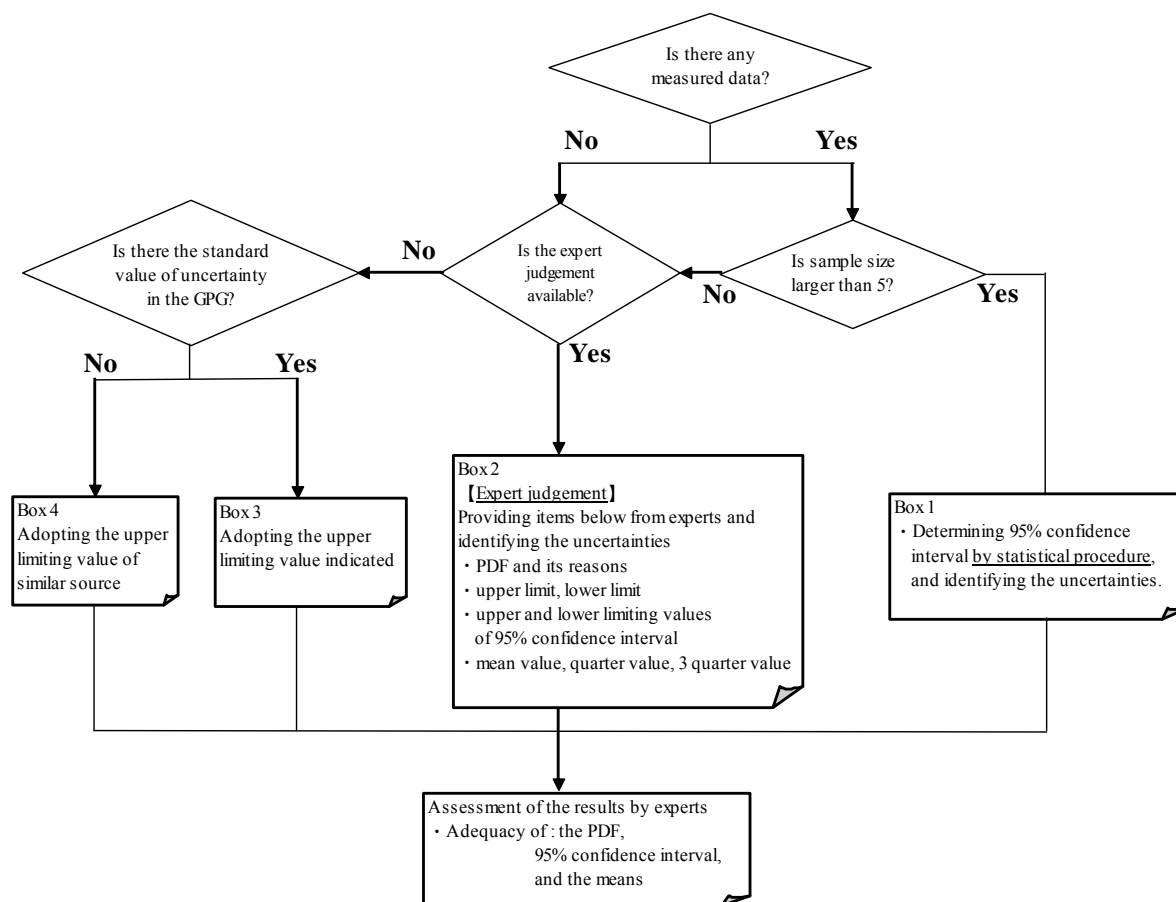 Is there any
measured data?
No
Yes
Is there the standard
value of uncertainty
in the GPG?
No
Is the expert
judgement
available?
No
Is sample size
larger than 5?
Yes
No
Yes
Yes
Box 4
Adopting the upper
limiting value of
similar source
Box 3
Adopting the upper
limiting value indicated
Box 2
【Expert judgement】
Providing items below from experts and
identifying the uncertainties
・PDF and its reasons
・upper limit, lower limit
・upper and lower limiting values
of 95% confidence interval
・mean value, quarter value, 3 quarter value
Box 1
・Determining 95% confidence
interval by statistical procedure,
and identifying the uncertainties.
Assessment of the results by experts
・Adequacy of : the PDF,
95% confidence interval,
and the means